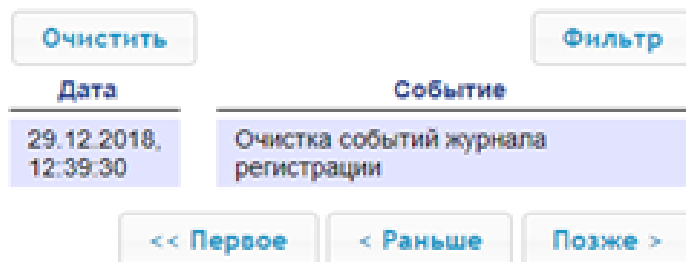 Очистить Фильтр
Дата Событие
29.12.2018, Очистка событий журнала
12:39:30 регистрации
<< Первое < Раньше Позже >